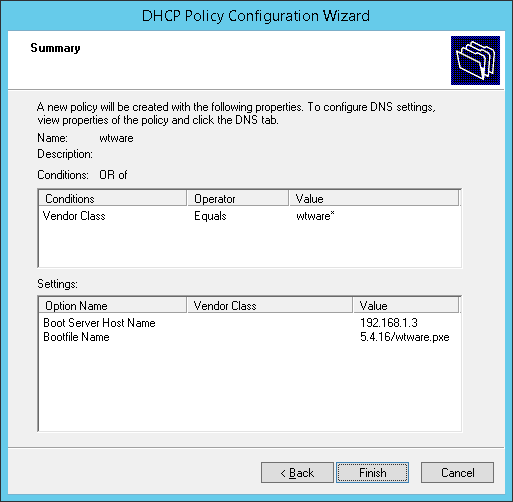 DHCP Policy Configuration Wizard
Summary
A new policy will be created with the following properties. To configure DNS settings,
view properties of the policy and click the DNS tab.
Name: wtware
Description:
Conditions: OR of
Conditions Operator Value
Vendor Class Equals wtware*
Settings:
Option Name Vendor Class Value
Boot Server Host Name 192.168.1.3
Bootfile Name 5.4.16/wtware.pxe
< Back Finish Cancel